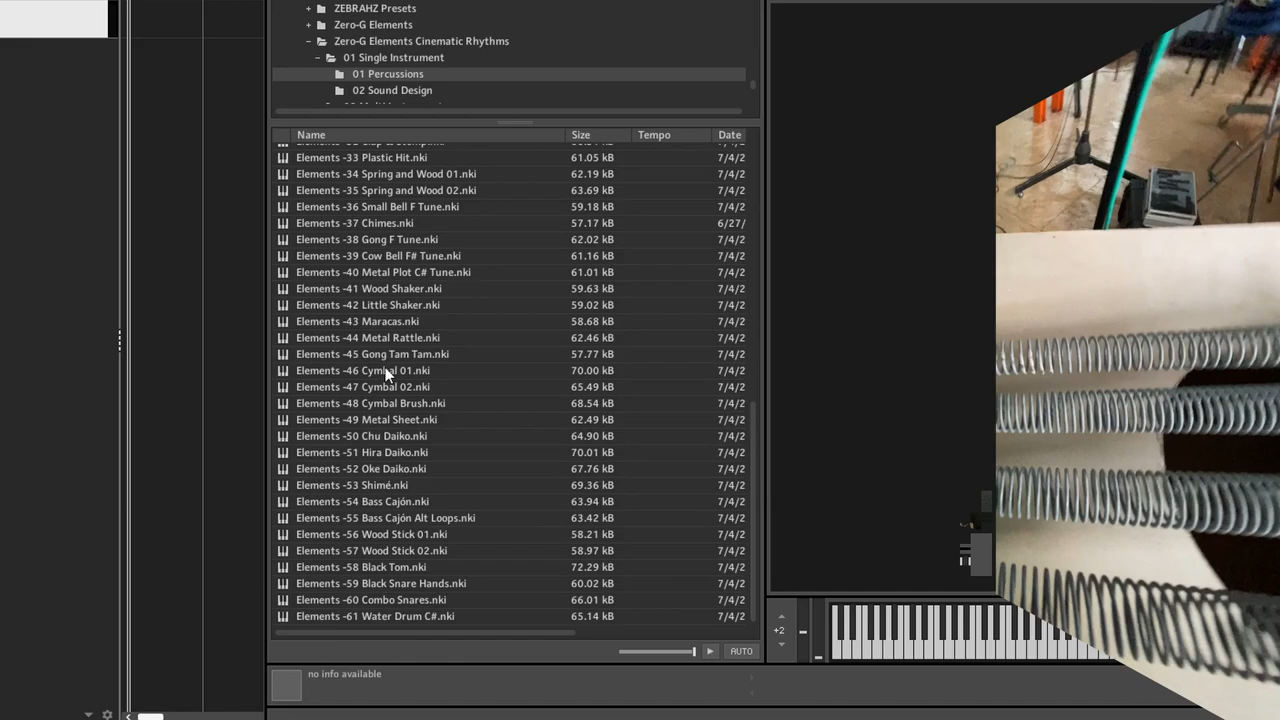 ZEBRAHZ Presets
Zero-G Elements
Zero-G Elements Cinematic Rhythms
01 Single Instrument
01 Percussions
02 Sound Design
Name Size Tempo Date
Elements -33 Plastic Hit.nki 61.05 kB 7/4/2
Elements -34 Spring and Wood 01.nki 62.19 kB 7/4/2
Elements -35 Spring and Wood 02.nki 63.69 kB 7/4/2
Elements -36 Small Bell F Tune.nki 59.18 kB 7/4/2
Elements -37 Chimes.nki 57.17 kB 6/27/
Elements -38 Gong F Tune.nki 62.02 kB 7/4/2
Elements -39 Cow Bell F# Tune.nki 61.16 kB 7/4/2
Elements -40 Metal Plot C# Tune.nki 61.01 kB 7/4/2
Elements -41 Wood Shaker.nki 59.63 kB 7/4/2
Elements -42 Little Shaker.nki 59.02 kB 7/4/2
Elements -43 Maracas.nki 58.68 kB 7/4/2
Elements -44 Metal Rattle.nki 62.46 kB 7/4/2
Elements -45 Gong Tam Tam.nki 57.77 kB 7/4/2
Elements -46 Cymbal 01.nki 70.00 kB 7/4/2
Elements -47 Cymbal 02.nki 65.49 kB 7/4/2
Elements -48 Cymbal Brush.nki 68.54 kB 7/4/2
Elements -49 Metal Sheet.nki 62.49 kB 7/4/2
Elements -50 Chu Daiko.nki 64.90 kB 7/4/2
Elements -51 Hira Daiko.nki 70.01 kB 7/4/2
Elements -52 Oke Daiko.nki 67.76 kB 7/4/2
Elements -53 Shimé.nki 69.36 kB 7/4/2
Elements -54 Bass Cajón.nki 63.94 kB 7/4/2
Elements -55 Bass Cajón Alt Loops.nki 63.42 kB 7/4/2
Elements -56 Wood Stick 01.nki 58.21 kB 7/4/2
Elements -57 Wood Stick 02.nki 58.97 kB 7/4/2
Elements -58 Black Tom.nki 72.29 kB 7/4/2
Elements -59 Black Snare Hands.nki 60.02 kB 7/4/2
Elements -60 Combo Snares.nki 66.01 kB 7/4/2
Elements -61 Water Drum C#.nki 65.14 kB 7/4/2
+2
AUTO
no info available